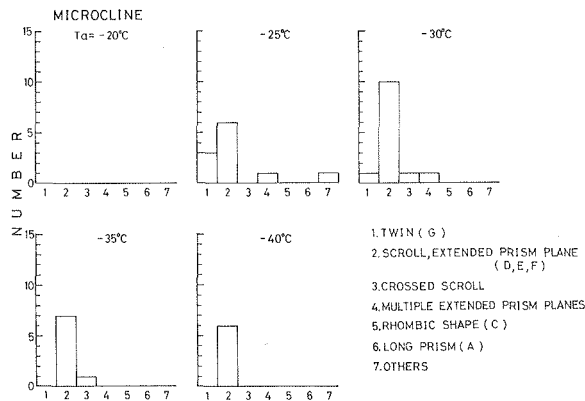 MICROCLINE
Ta= -20°C
-25°C
-30°C
15
10
5
0
1 2 3 4 5 6 7
1 2 3 4 5 6 7
1 2 3 4 5 6 7
NUMBER
-35°C
-40°C
15
10
5
0
1 2 3 4 5 6 7
1 2 3 4 5 6 7
1. TWIN (G)
2. SCROLL, EXTENDED PRISM PLANE
(D, E, F)
3. CROSSED SCROLL
4. MULTIPLE EXTENDED PRISM PLANES
5. RHOMBIC SHAPE (C)
6. LONG PRISM (A)
7. OTHERS